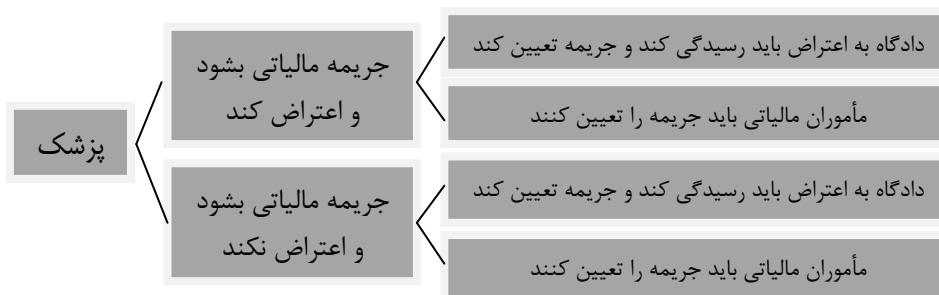 پزشک
جریمه مالیاتی بشود
و اعتراض کند
دادگاه به اعتراض باید رسیدگی کند و جریمه تعیین کند
مأموران مالیاتی باید جریمه را تعیین کنند
جریمه مالیاتی بشود
و اعتراض نکند
دادگاه به اعتراض باید رسیدگی کند و جریمه تعیین کند
مأموران مالیاتی باید جریمه را تعیین کنند